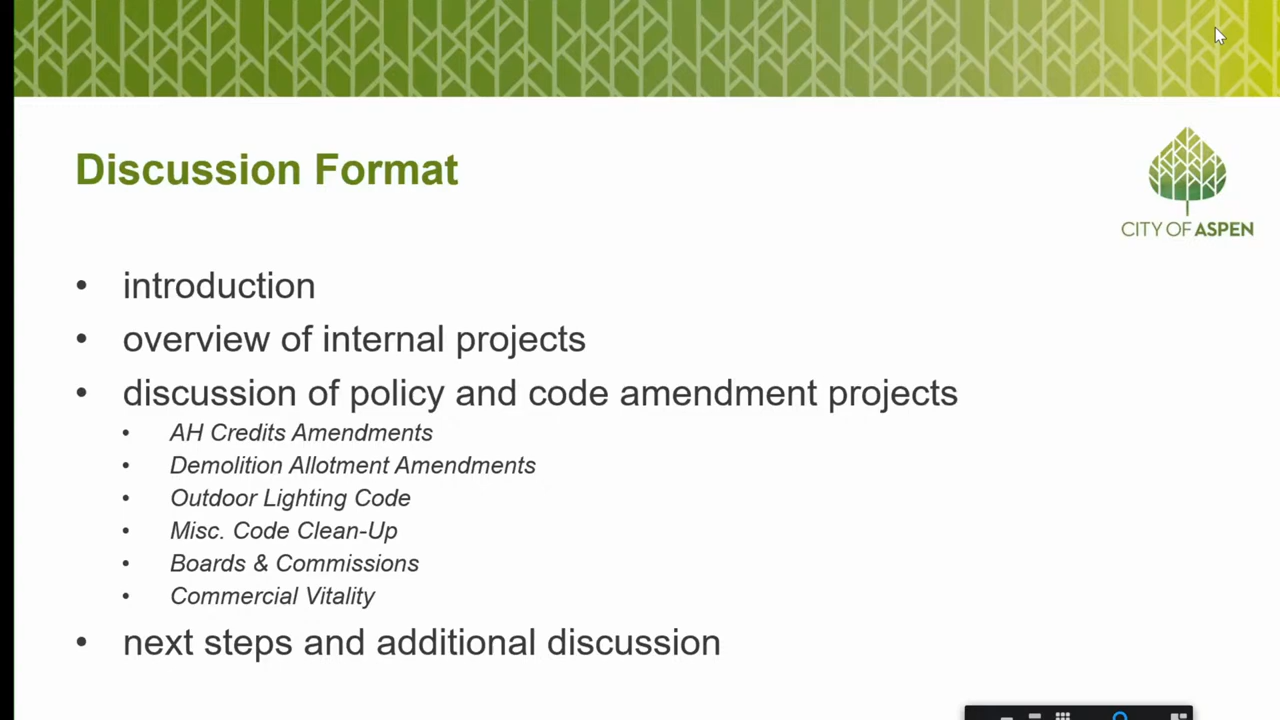 Discussion Format
CITY OF ASPEN
• introduction
• overview of internal projects
• discussion of policy and code amendment projects
• AH Credits Amendments
• Demolition Allotment Amendments
• Outdoor Lighting Code
• Misc. Code Clean-Up
• Boards & Commissions
• Commercial Vitality
• next steps and additional discussion